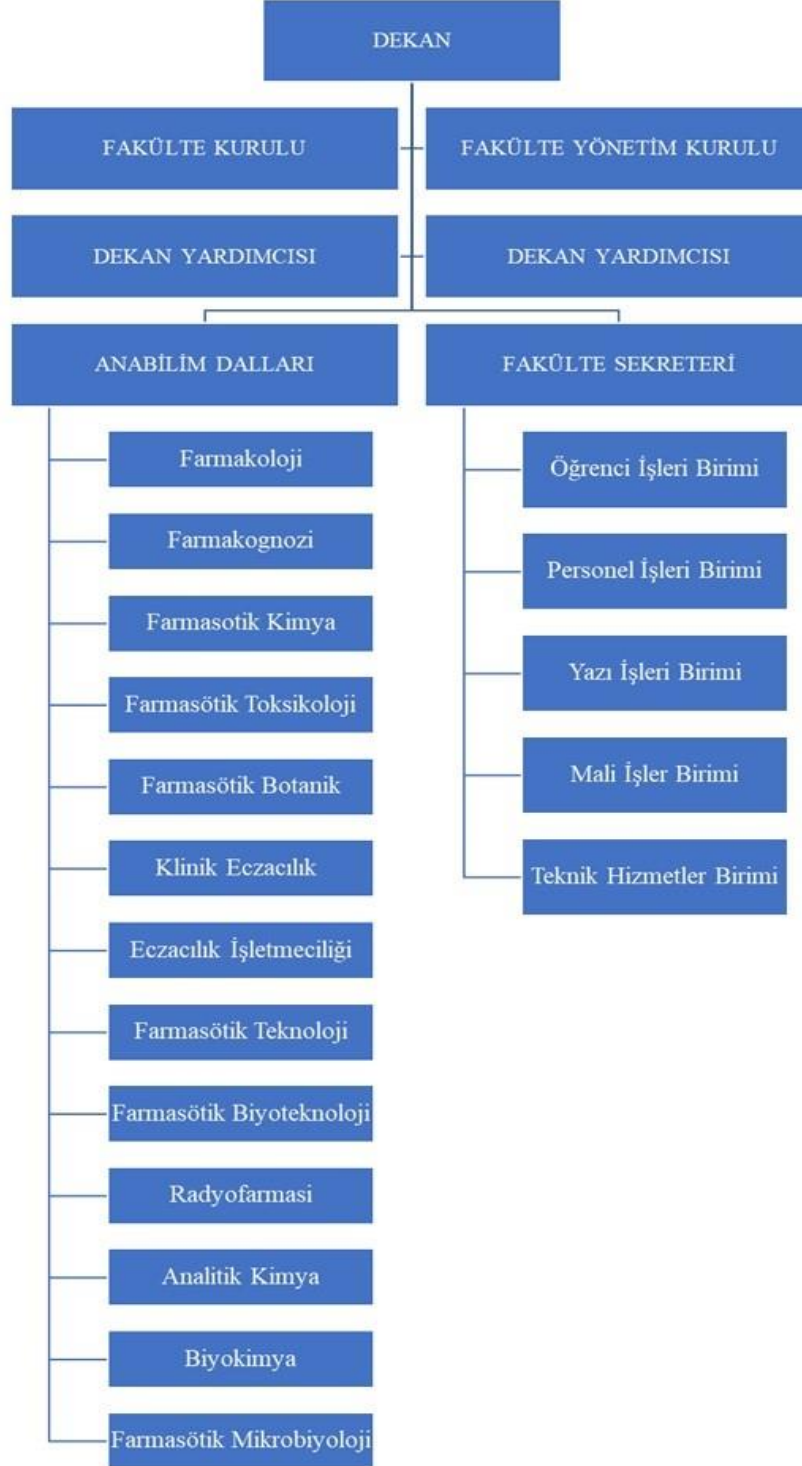 DEKAN
FAKÜLTE KURULU
FAKÜLTE YÖNETİM KURULU
DEKAN YARDIMCISI
DEKAN YARDIMCISI
ANABİLİM DALLARI
FAKÜLTE SEKRETERİ
Farmakoloji
Farmakognozi
Farmasotik Kimya
Farmasötik Toksikoloji
Farmasötik Botanik
Klinik Eczacılık
Eczacılık İşletmeciliği
Farmasötik Teknoloji
Farmasötik Biyoteknoloji
Radyofarmasi
Analitik Kimya
Biyokimya
Farmasötik Mikrobiyoloji
Öğrenci İşleri Birimi
Personel İşleri Birimi
Yazı İşleri Birimi
Mali İşler Birimi
Teknik Hizmetler Birimi